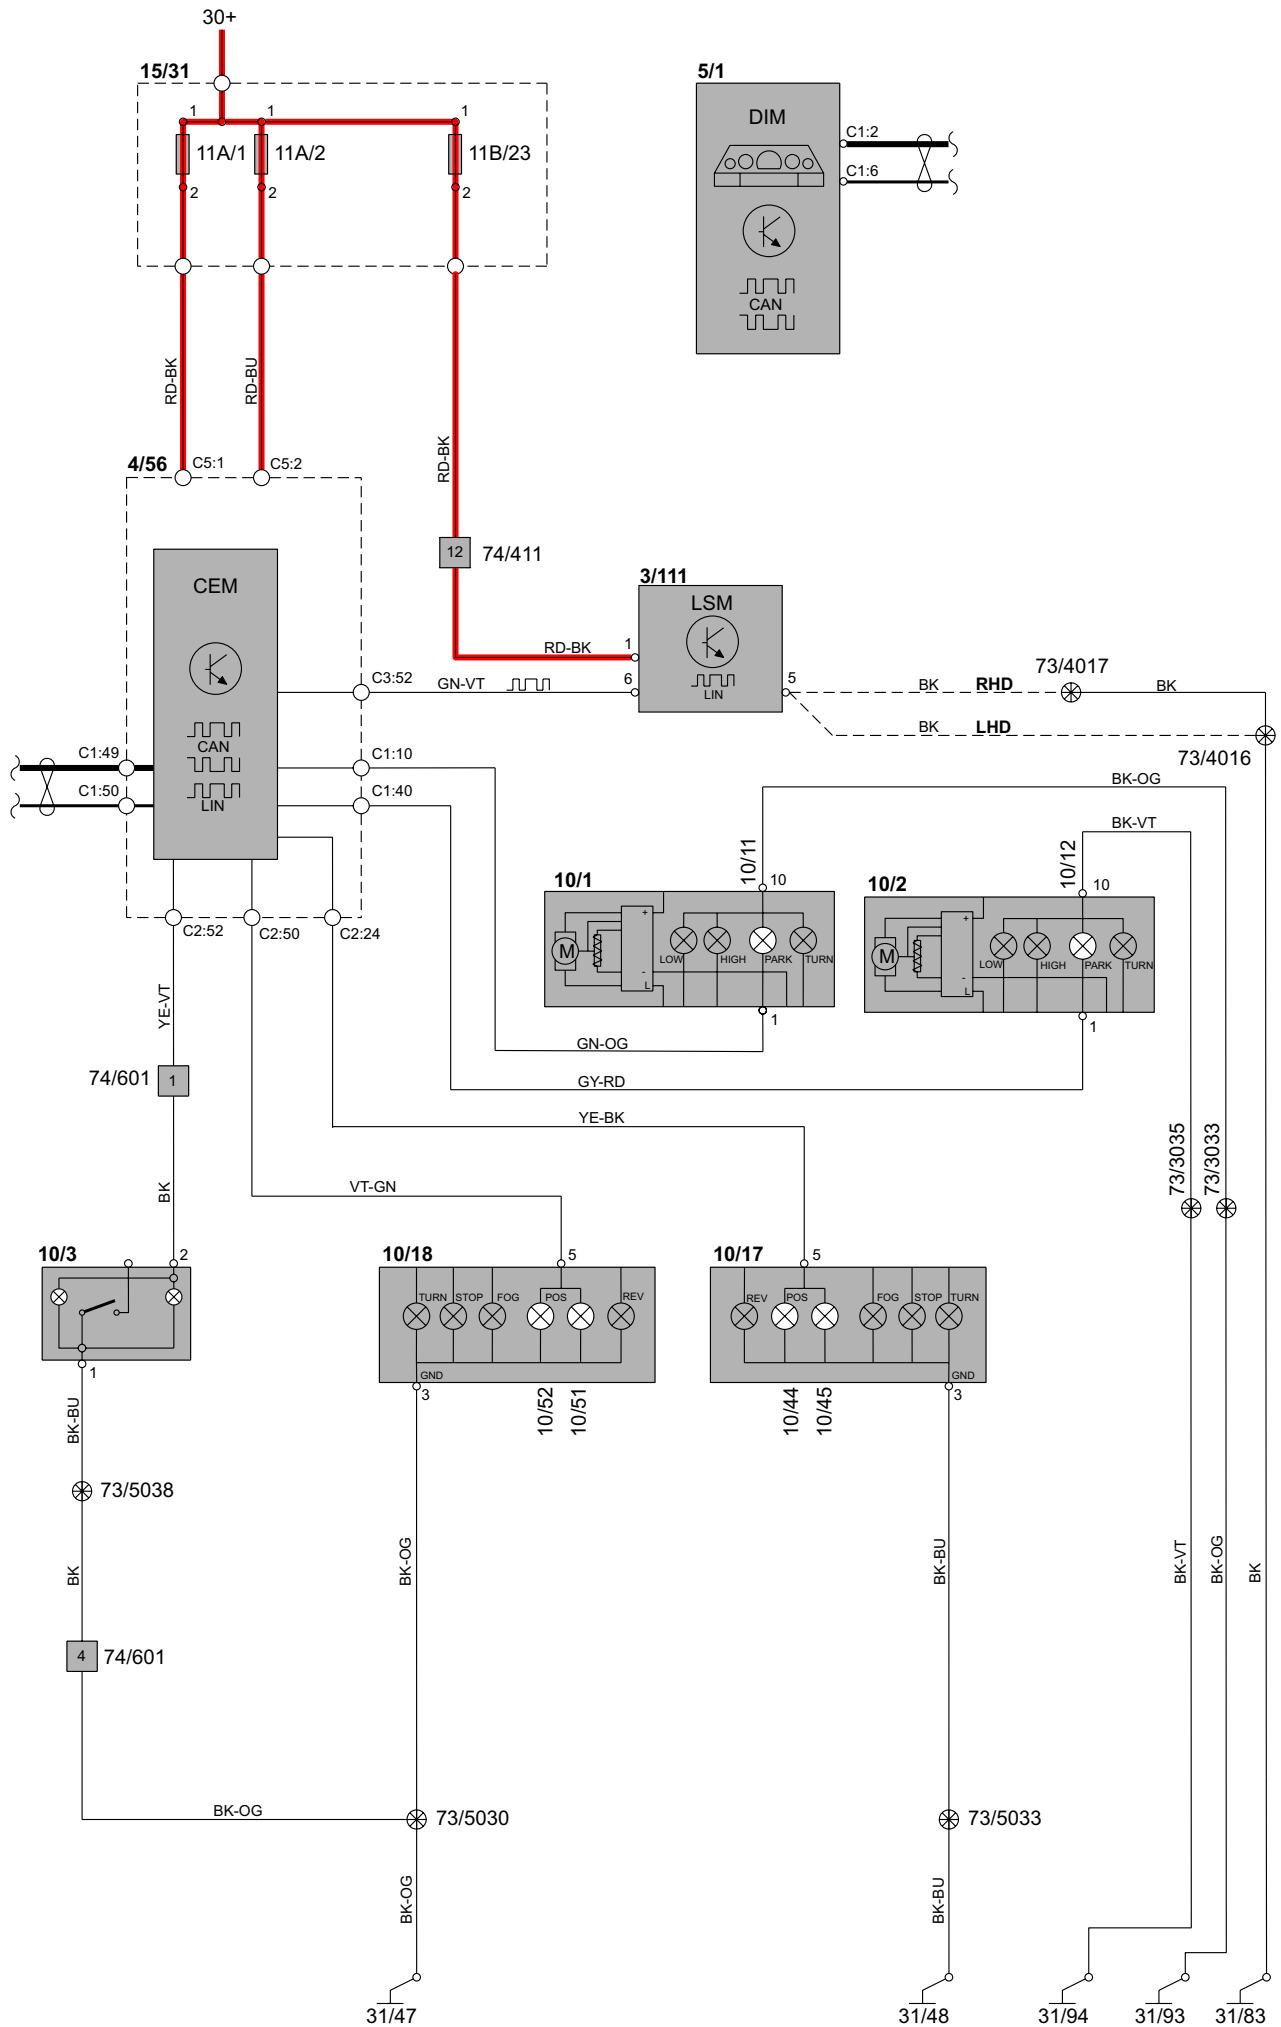 30+
15/31
5/1
1
1
1
DIM
C1:2
11A/1
11A/2
11B/23
C1:6
2
2
2
CAN
RD-BK
RD-BU
RD-BK
4/56
C5:1
C5:2
12
74/411
3/111
CEM
LSM
RD-BK
1
73/4017
C3:52
GN-VT
6
LIN
5
BK
RHD
BK
BK
LHD
CAN
C1:49
C1:10
73/4016
C1:50
LIN
C1:40
BK-OG
BK-VT
10/11
10/12
10/1
10
10/2
10
C2:52
C2:50
C2:24
+
M
-
L
LOW
HIGH
PARK
TURN
+
M
-
L
LOW
HIGH
PARK
TURN
YE-VT
1
1
GN-OG
74/601
1
GY-RD
YE-BK
73/3035
73/3033
BK
VT-GN
10/3
2
10/18
5
10/17
5
TURN
STOP
FOG
POS
REV
REV
POS
FOG
STOP
TURN
1
GND
3
10/52
10/51
10/44
10/45
GND
3
BK-BU
73/5038
BK
BK-OG
BK-BU
BK-VT
BK-OG
BK
4
74/601
BK-OG
73/5030
73/5033
BK-OG
BK-BU
31/47
31/48
31/94
31/93
31/83